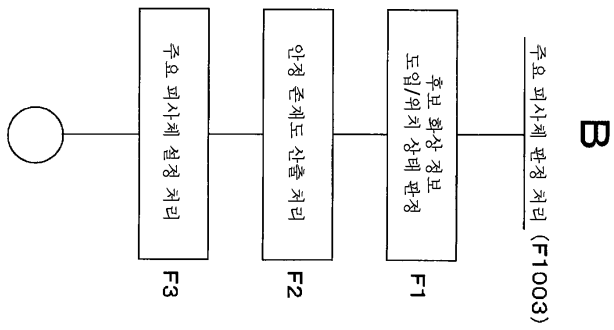 B
주요 피사체 판정 처리 (F1003)
후보 화상 정보
도입/위치 상태 판정
F1
안정 존재도 산출 처리
F2
주요 피사체 설정 처리
F3